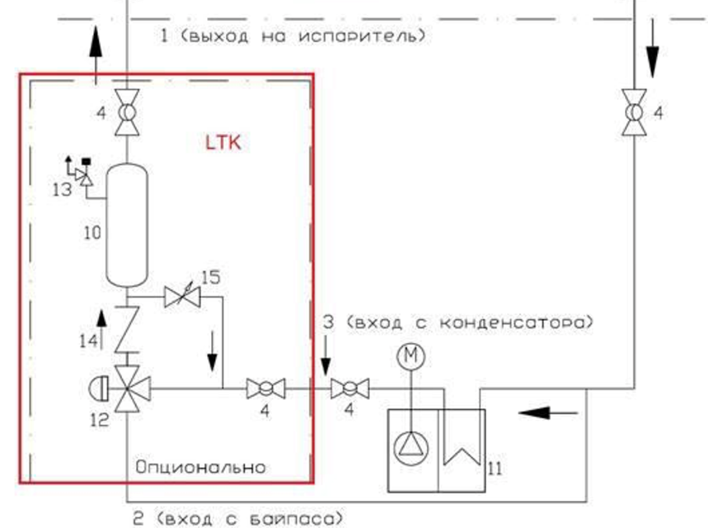 1 (выход на испаритель)
4
4
LTK
13
10
15
3 (вход с конденсатора)
14
M
12
4
4
11
Опционально
2 (вход с байпаса)